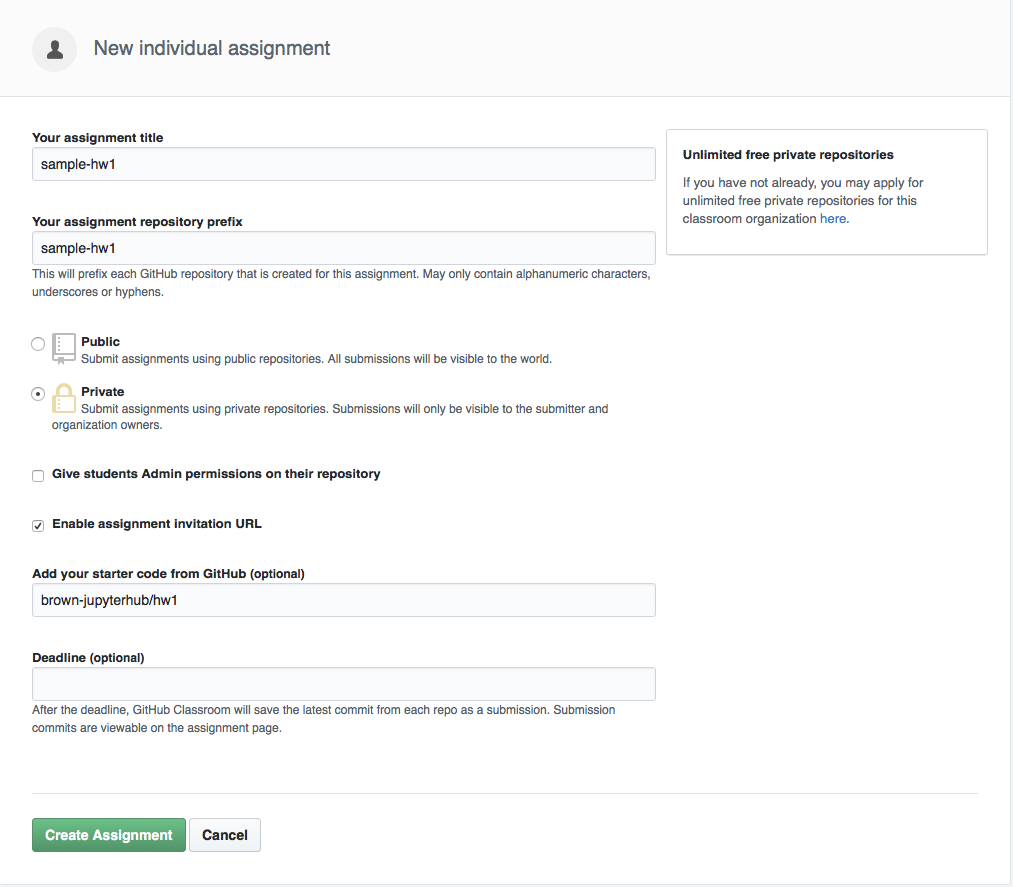 New individual assignment
Your assignment title
sample-hw1
Your assignment repository prefix
sample-hw1
This will prefix each GitHub repository that is created for this assignment. May only contain alphanumeric characters,
underscores or hyphens.
Public
Submit assignments using public repositories. All submissions will be visible to the world.
Private
Submit assignments using private repositories. Submissions will only be visible to the submitter and
organization owners.
Give students Admin permissions on their repository
Enable assignment invitation URL
Add your starter code from GitHub (optional)
brown-jupyterhub/hw1
Deadline (optional)
After the deadline, GitHub Classroom will save the latest commit from each repo as a submission. Submission
commits are viewable on the assignment page.
Create Assignment
Cancel
Unlimited free private repositories
If you have not already, you may apply for
unlimited free private repositories for this
classroom organization here.